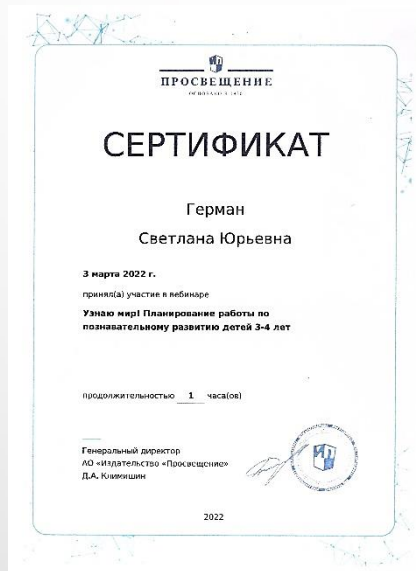 ПРОСВЕЩЕНИЕ
СЕРТИФИКАТ
Герман
Светлана Юрьевна
3 марта 2022 г.
принял(а) участие в вебинаре
Узнаю мир! Планирование работы по
познавательному развитию детей 3-4 лет
продолжительностью 1 часа(ов)
Генеральный директор
АО «Издательство «Просвещение»
Д.А. Климишин
2022